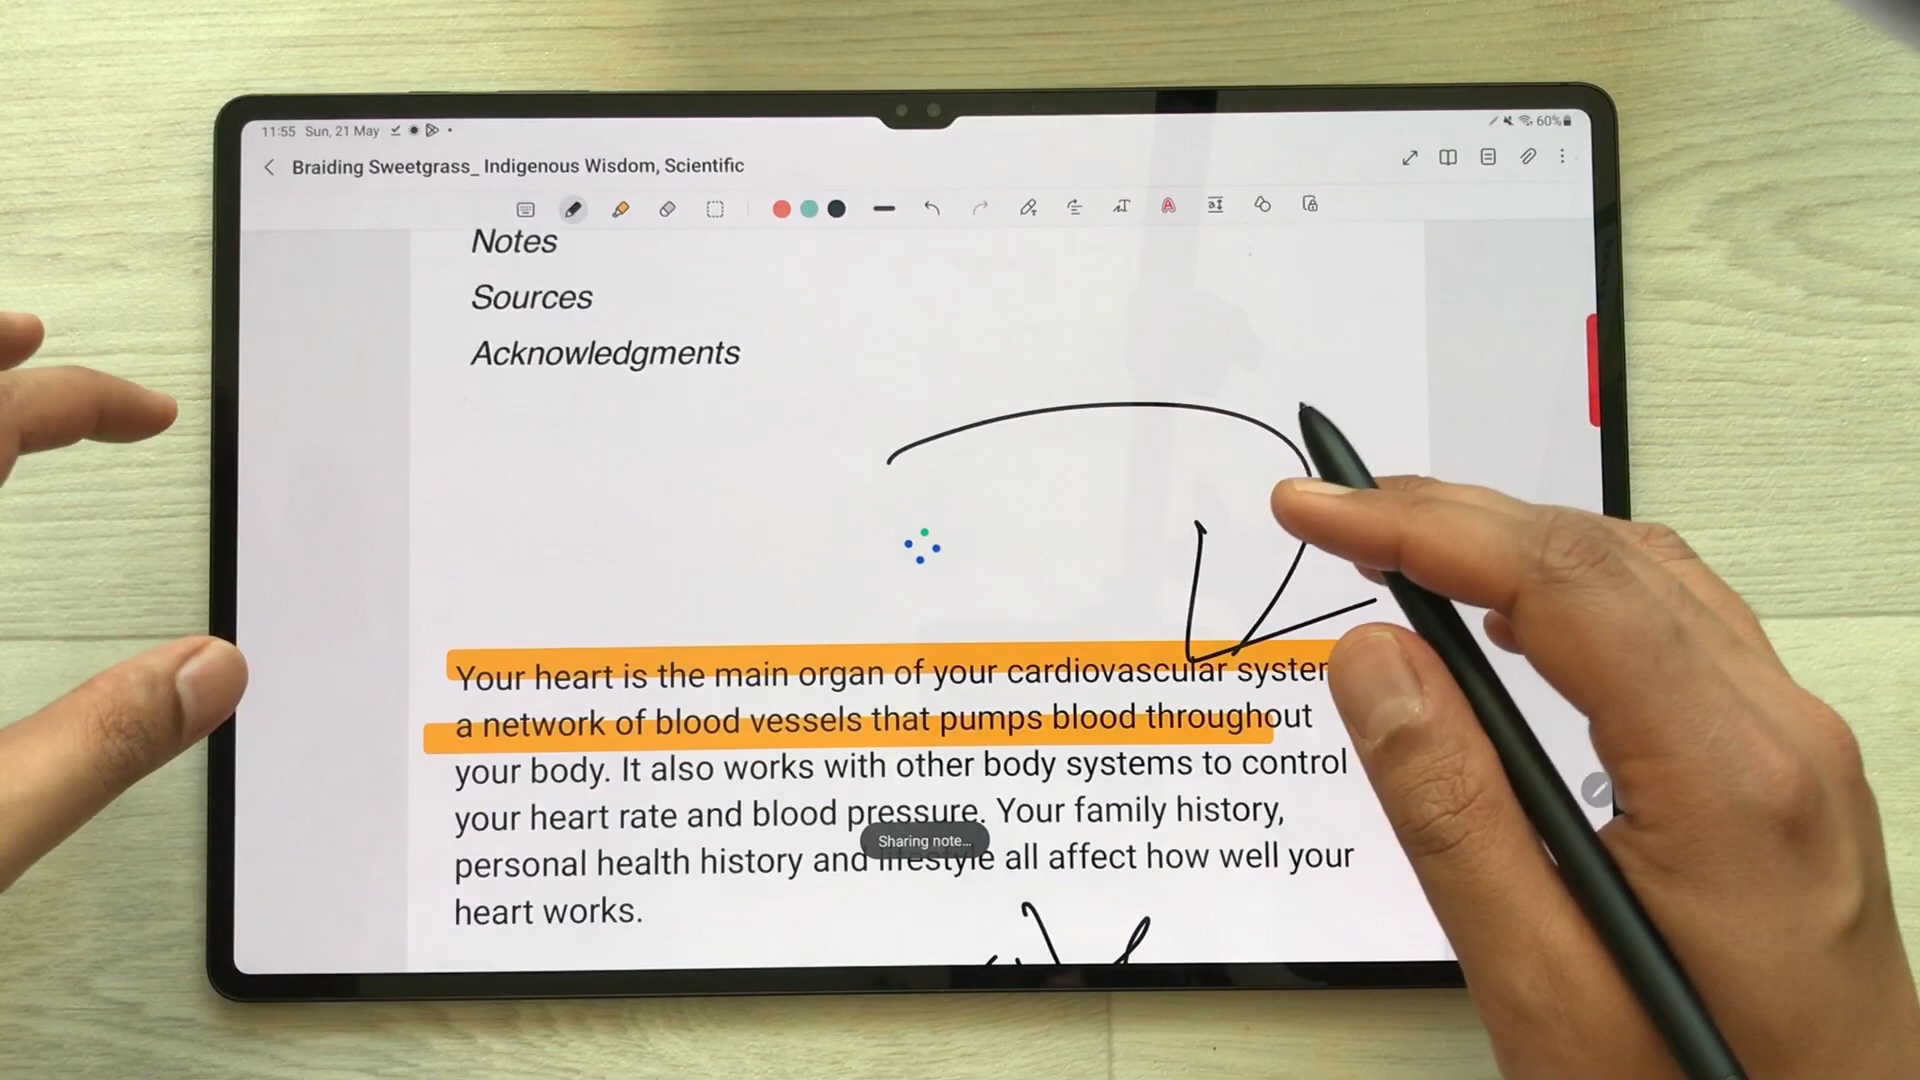 11:55 Sun, 21 May
60%
Braiding Sweetgrass_ Indigenous Wisdom, Scientific
Notes
Sources
Acknowledgments
Your heart is the main organ of your cardiovascular system
a network of blood vessels that pumps blood throughout
your body. It also works with other body systems to control
your heart rate and blood pressure. Your family history,
personal health history and lifestyle all affect how well your
heart works.
Sharing note...